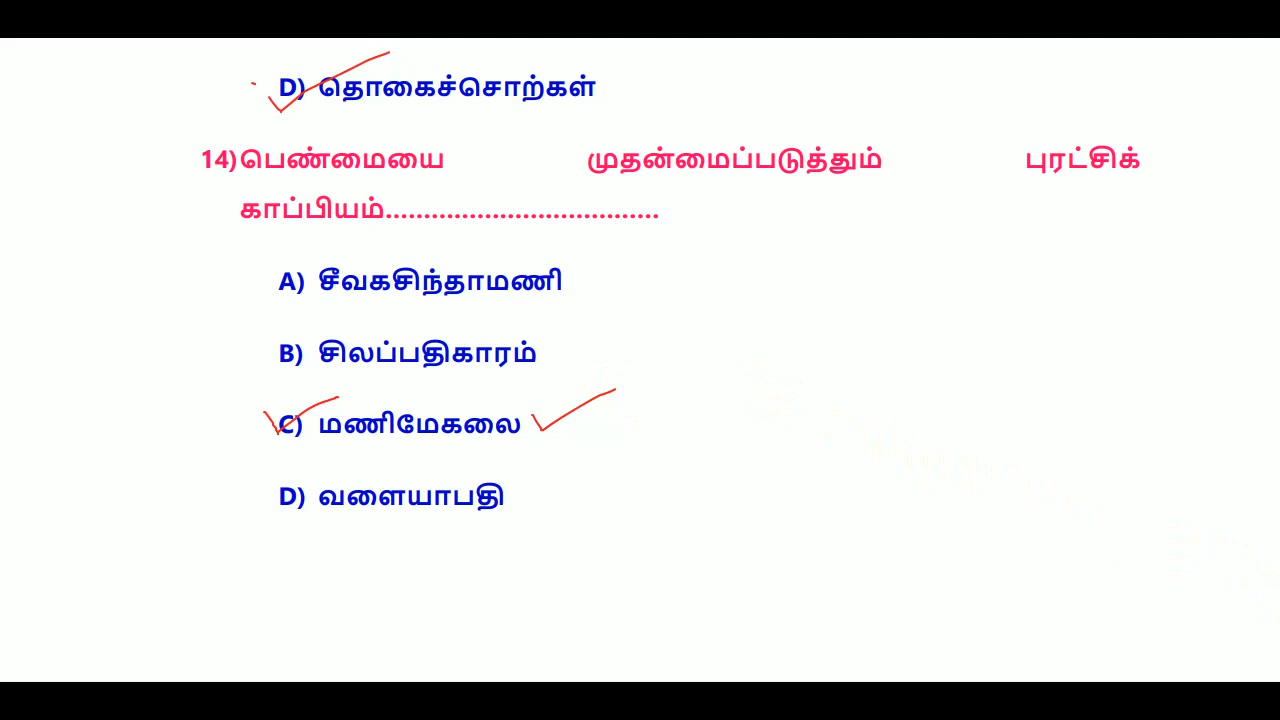 D) தொகைச்சொற்கள்
14)பெண்மையை முதன்மைப்படுத்தும் புரட்சிக்
காப்பியம்....................................
A) சீவகசிந்தாமணி
B) சிலப்பதிகாரம்
C) மணிமேகலை
D) வளையாபதி